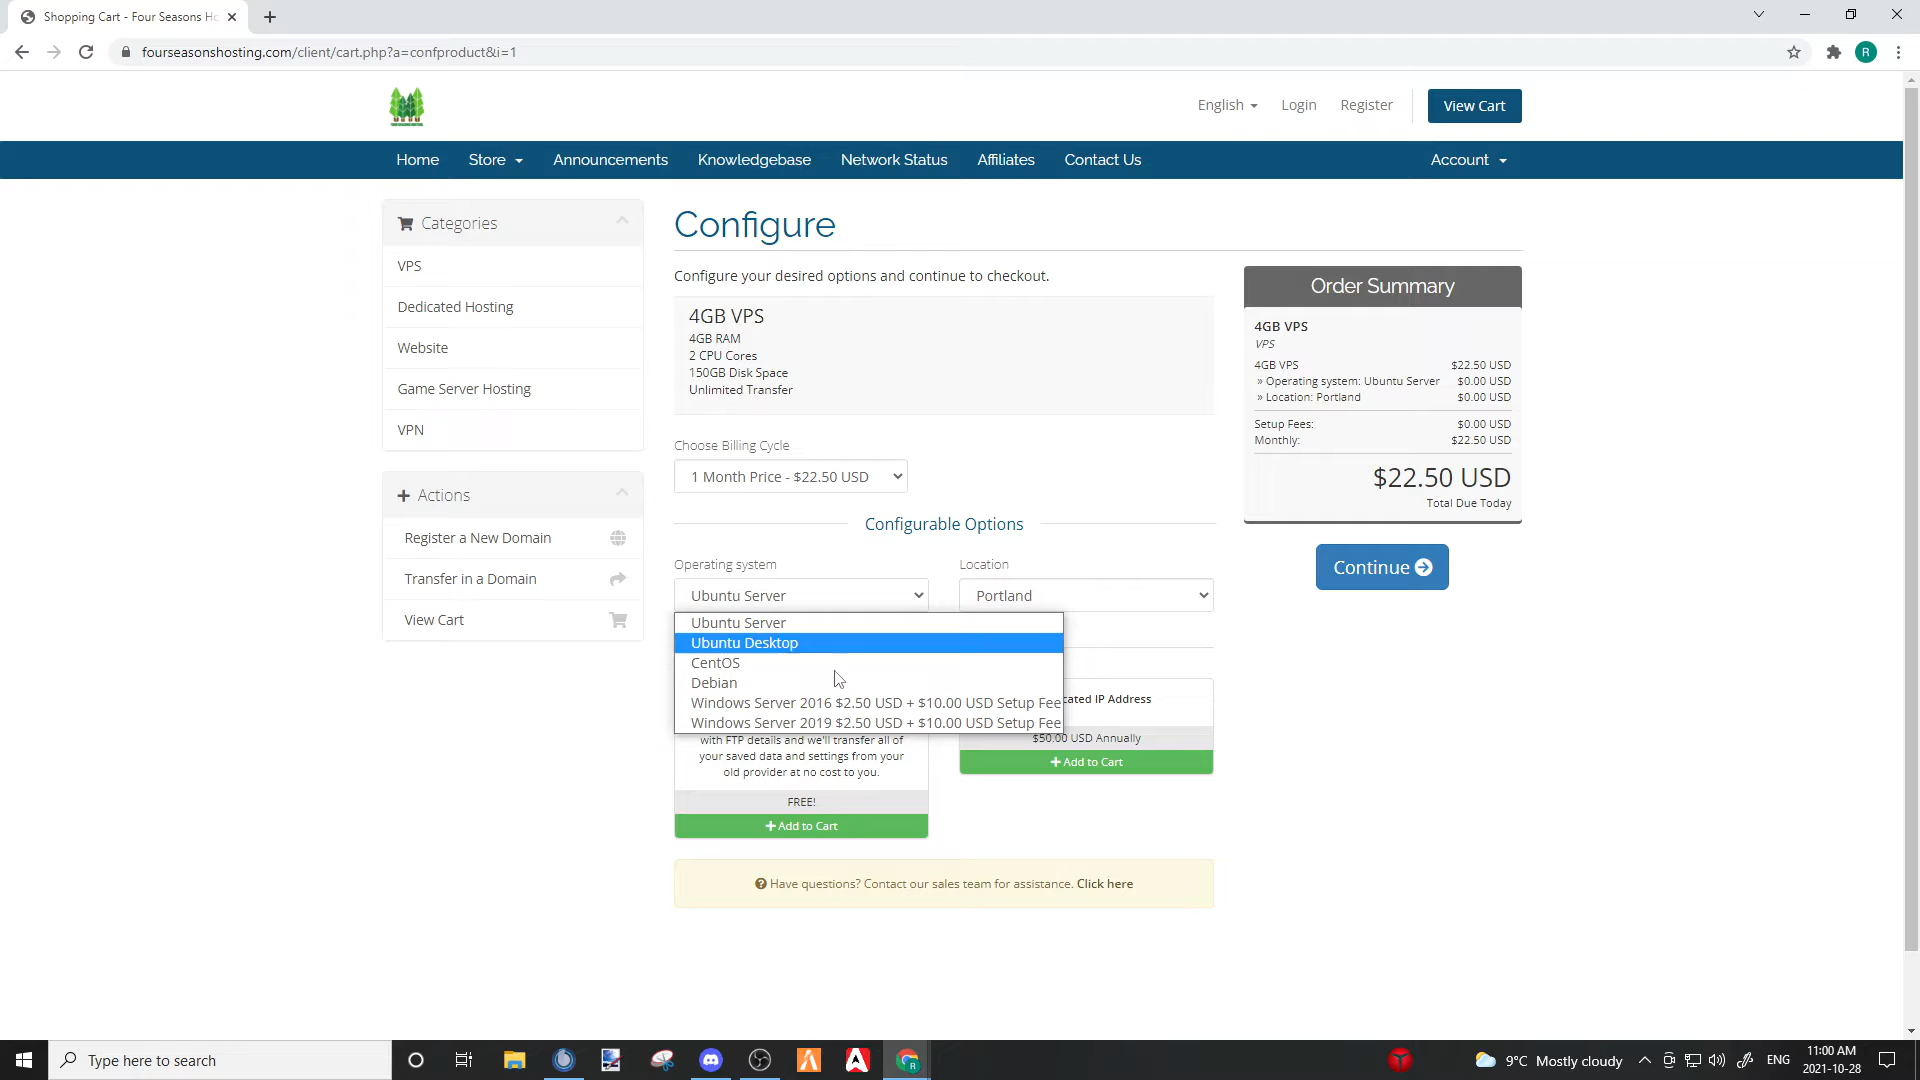 Shopping Cart - Four Seasons Ho
fourseasonshosting.com/client/cart.php?a=confproduct&i=1
R
FOUR SEASONS HOSTING
English
Login
Register
View Cart
Home
Store
Announcements
Knowledgebase
Network Status
Affiliates
Contact Us
Account
Categories
VPS
Dedicated Hosting
Website
Game Server Hosting
VPN
Actions
Register a New Domain
Transfer in a Domain
View Cart
Configure
Configure your desired options and continue to checkout.
4GB VPS
4GB RAM
2 CPU Cores
150GB Disk Space
Unlimited Transfer
Choose Billing Cycle
1 Month Price - $22.50 USD
Configurable Options
Operating system
Ubuntu Server
Location
Portland
Ubuntu Server
Ubuntu Desktop
CentOS
Debian
Windows Server 2016 $2.50 USD + $10.00 USD Setup Fee
Windows Server 2019 $2.50 USD + $10.00 USD Setup Fee
with FTP details and we'll transfer all of
your saved data and settings from your
old provider at no cost to you.
FREE!
+ Add to Cart
cated IP Address
$50.00 USD Annually
+ Add to Cart
Have questions? Contact our sales team for assistance. Click here
Order Summary
4GB VPS
VPS
4GB VPS $22.50 USD
» Operating system: Ubuntu Server $0.00 USD
» Location: Portland $0.00 USD
Setup Fees: $0.00 USD
Monthly: $22.50 USD
$22.50 USD
Total Due Today
Continue
Type here to search
9°C Mostly cloudy
ENG
11:00 AM
2021-10-28